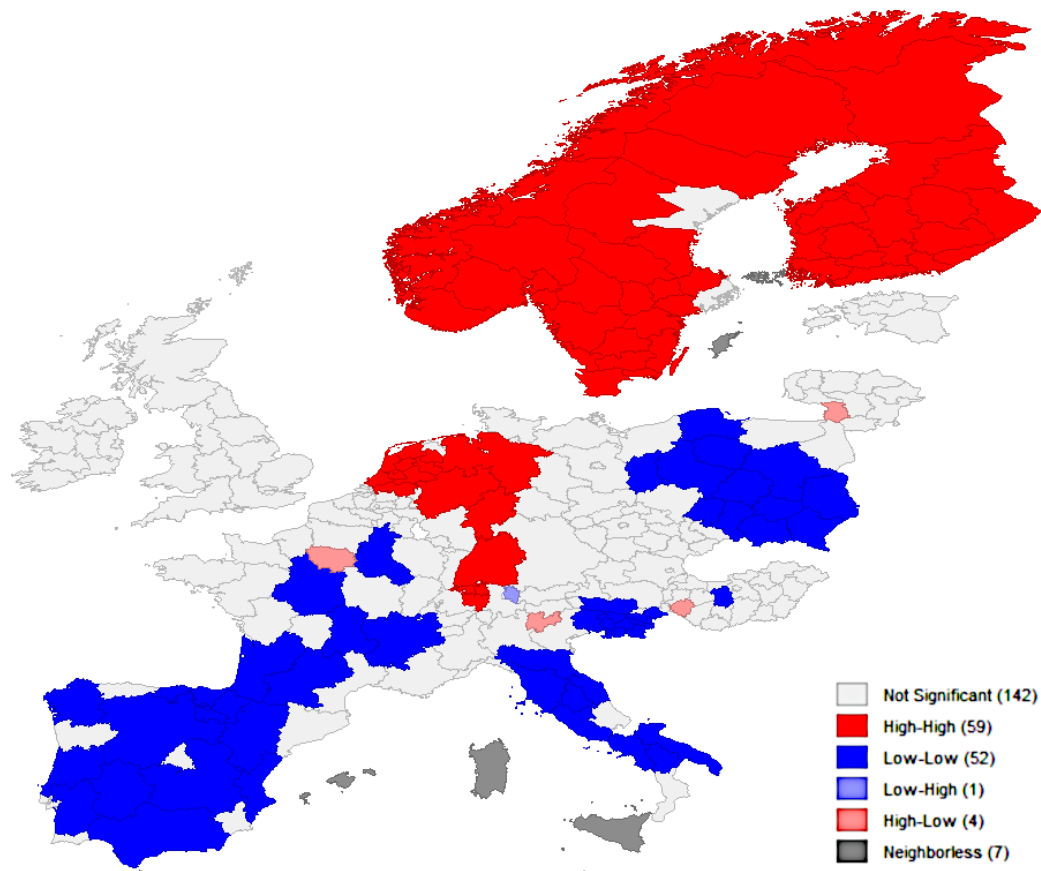 Not Significant (142)
High-High (59)
Low-Low (52)
Low-High (1)
High-Low (4)
Neighborless (7)